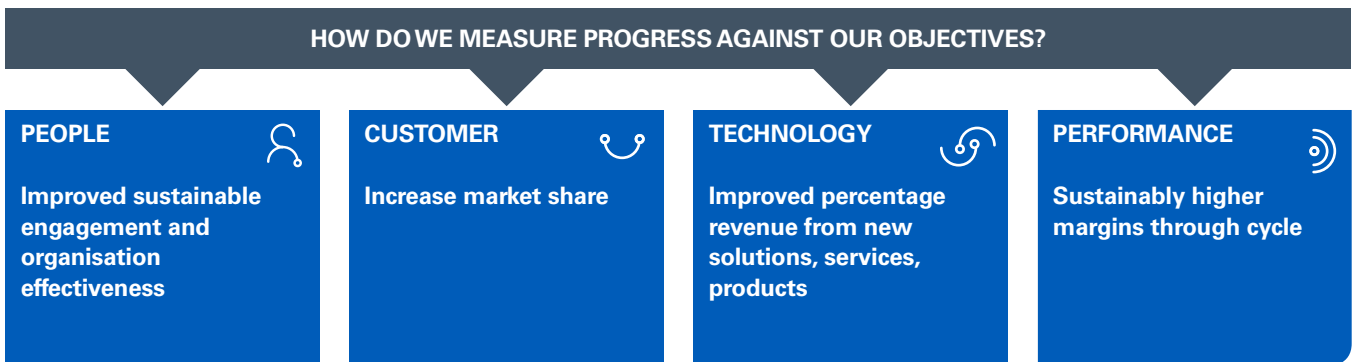 HOW DO WE MEASURE PROGRESS AGAINST OUR OBJECTIVES?
PEOPLE
Improved sustainable
engagement and
organisation
effectiveness
CUSTOMER
Increase market share
TECHNOLOGY
Improved percentage
revenue from new
solutions, services,
products
PERFORMANCE
Sustainably higher
margins through cycle